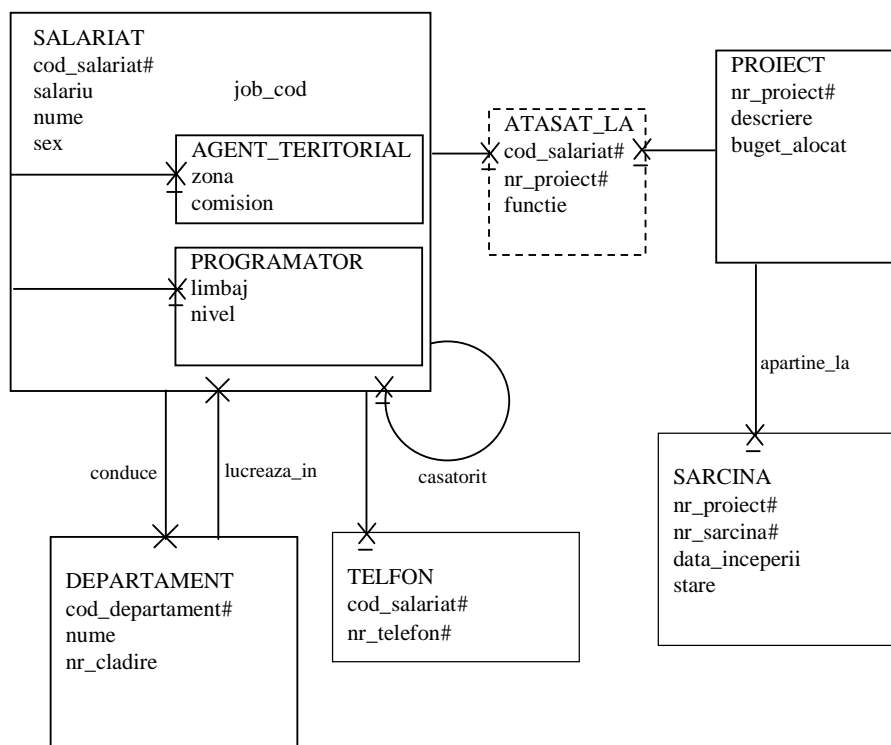 SALARIAT
cod_salariat#
salariu
nume
sex
job_cod
AGENT_TERITORIAL
zona
comision
PROGRAMATOR
limbaj
nivel
ATASAT_LA
cod_salariat#
nr_proiect#
functie
PROIECT
nr_proiect#
descriere
buget_alocat
apartine_la
conduce
lucreaza_in
casatorit
SARCINA
nr_proiect#
nr_sarcina#
data_inceperii
stare
DEPARTAMENT
cod_departament#
nume
nr_cladire
TELFON
cod_salariat#
nr_telefon#